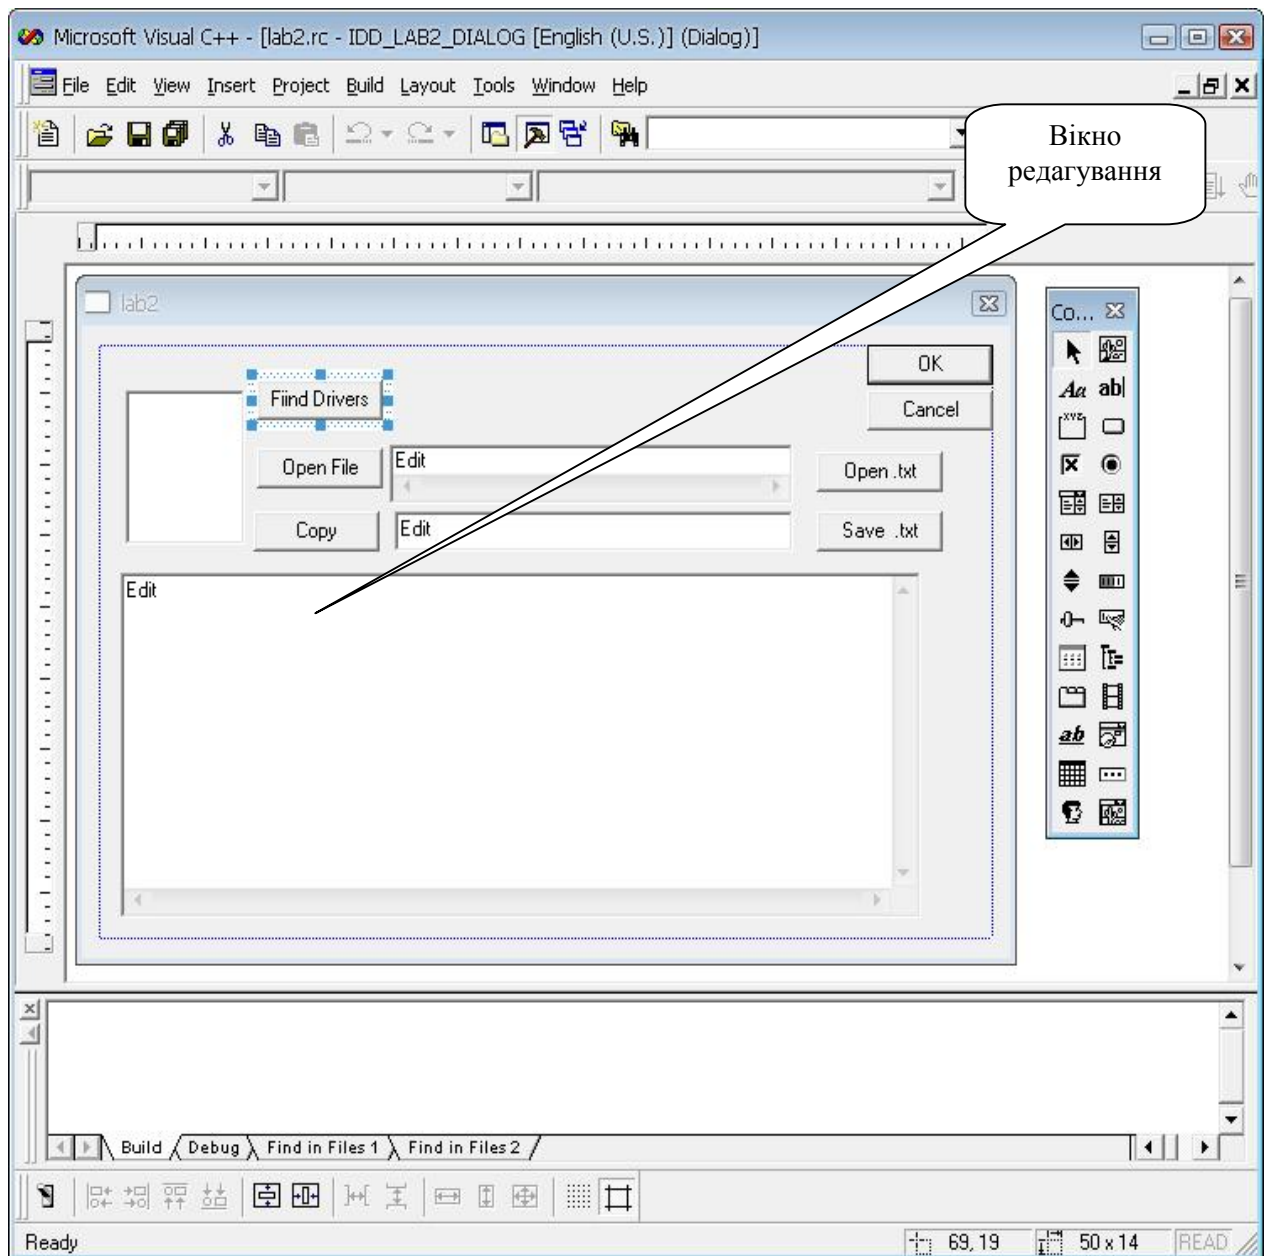 Microsoft Visual C++ - [lab2.rc - IDD_LAB2_DIALOG [English (U.S.)] (Dialog)]
File Edit View Insert Project Build Layout Tools Window Help
Вікно
редагування
lab2
Co...
OK
Fiind Drivers
Cancel
Open File
Edit
Open .txt
Copy
Edit
Save .txt
Edit
Build Debug Find in Files 1 Find in Files 2
Ready 69, 19 50 x 14 READ